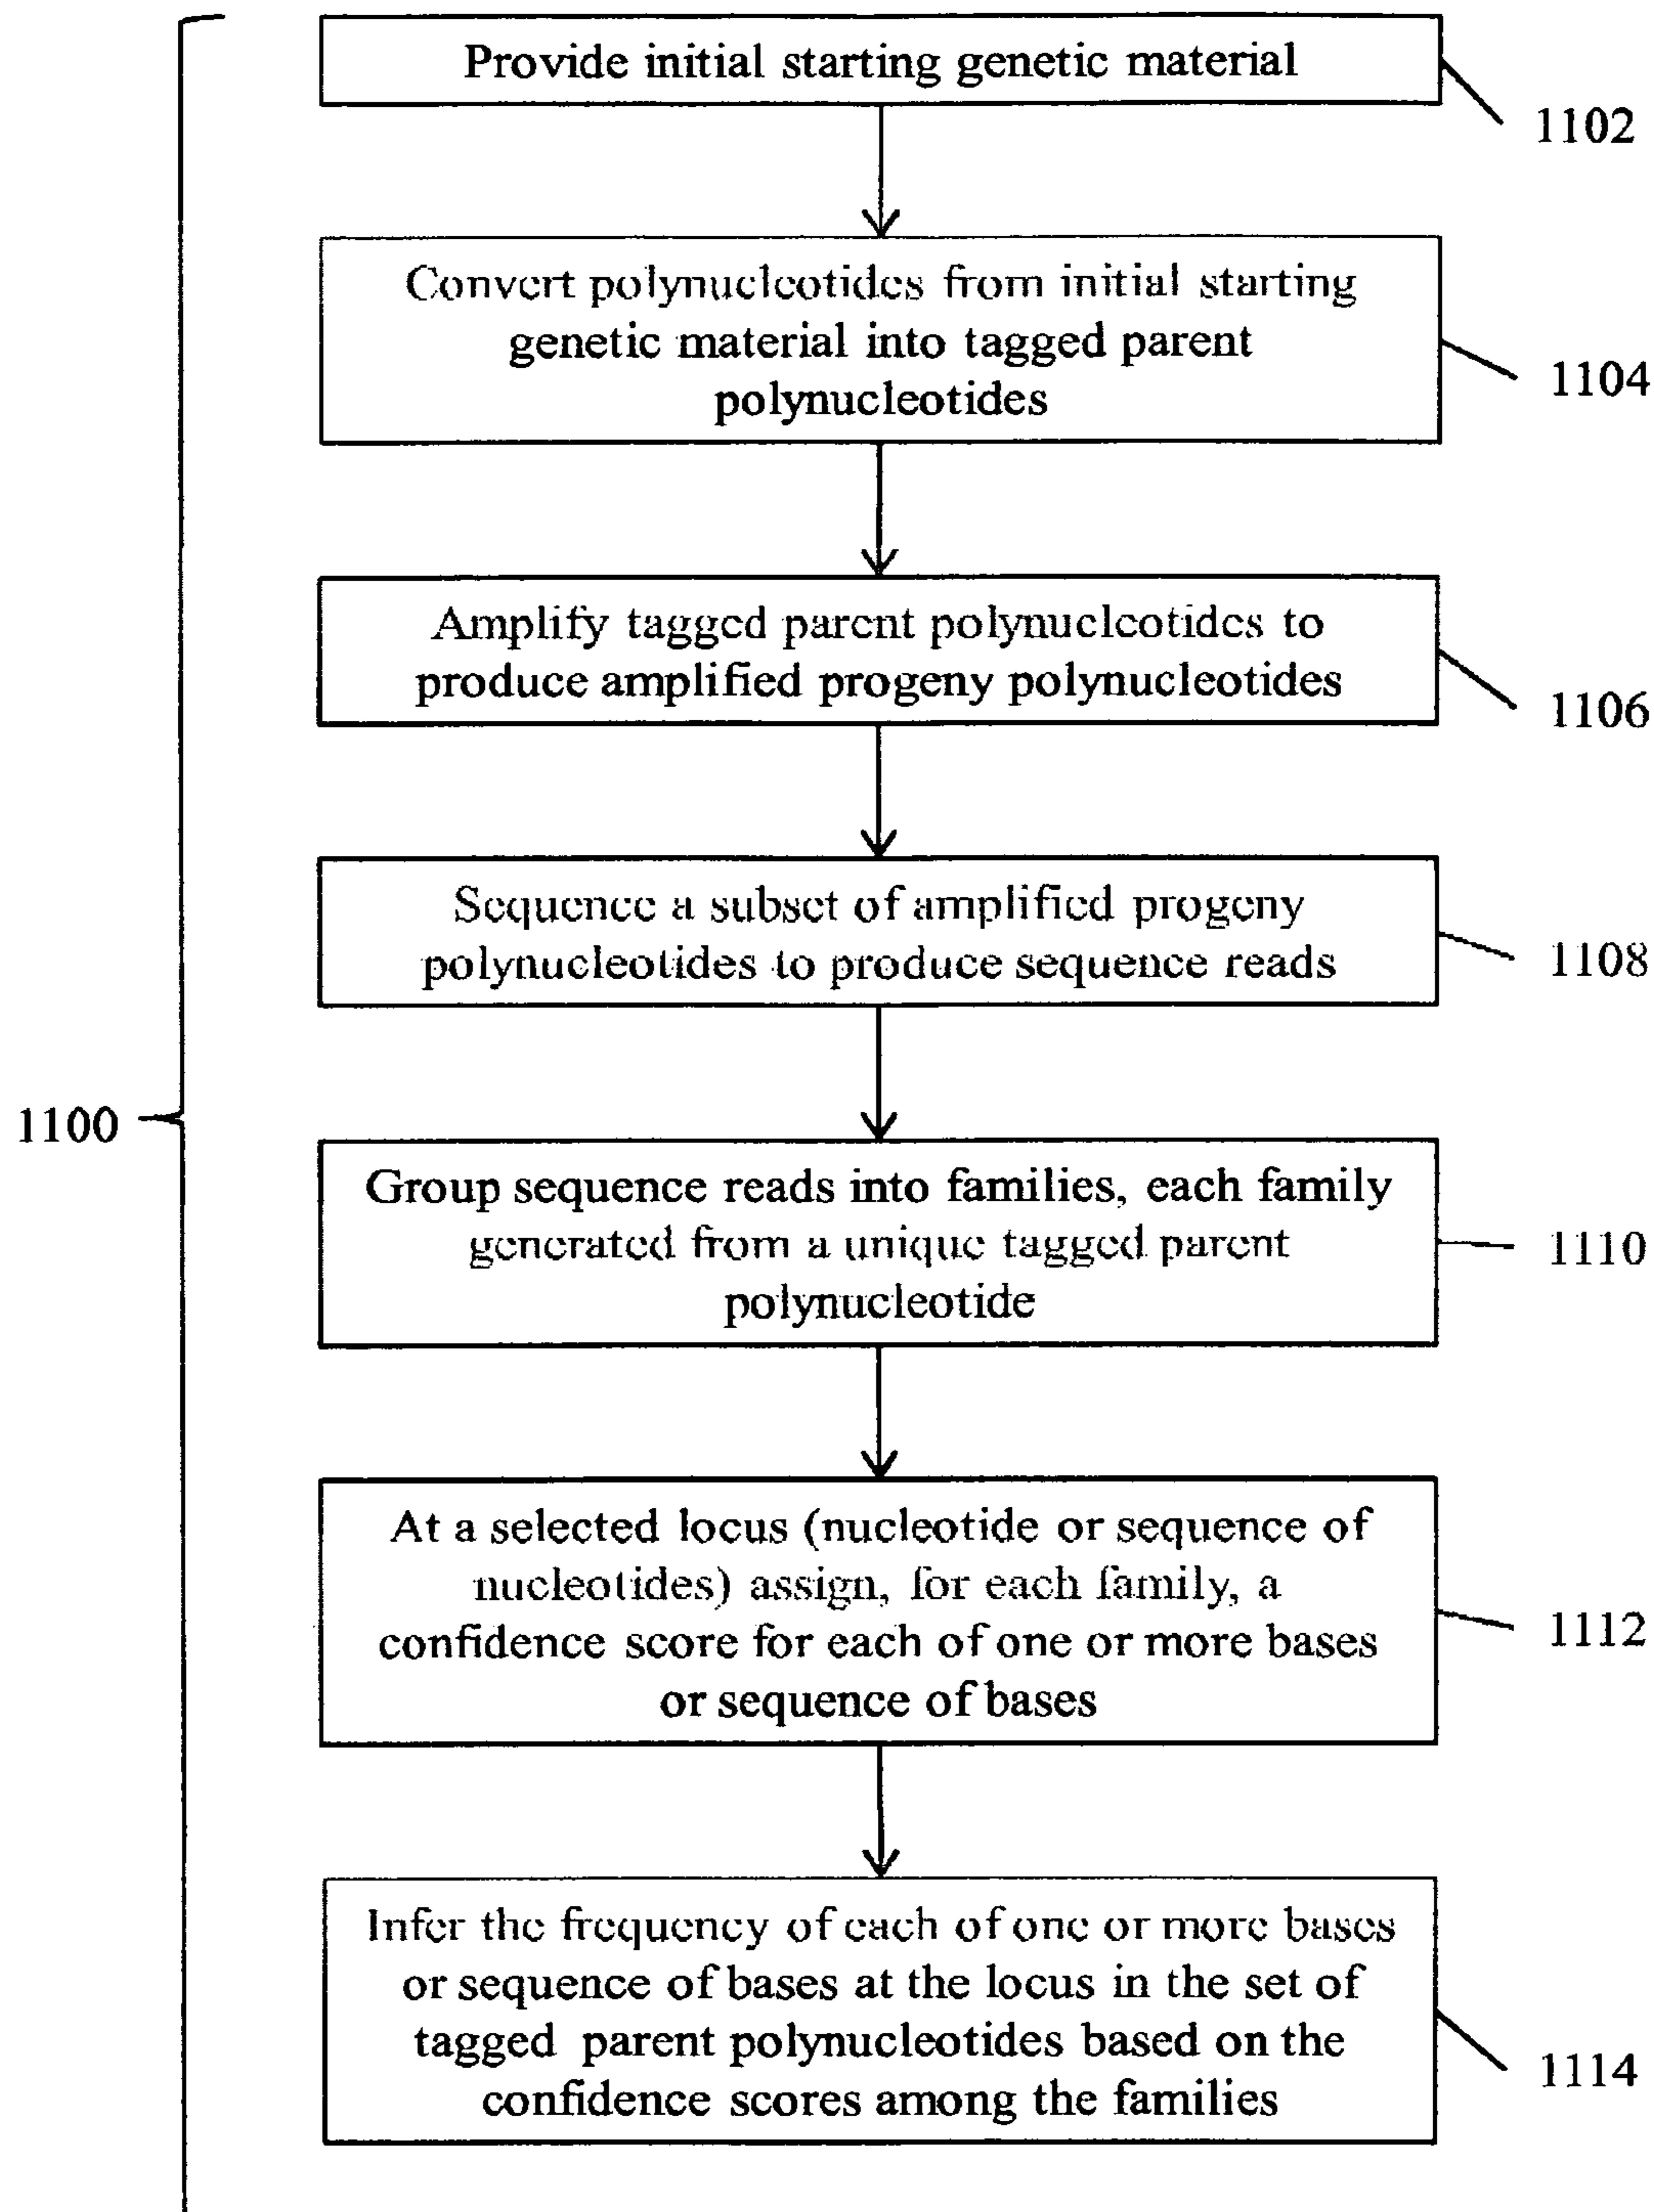 Provide initial starting genetic material
1102
Convert polynucleotides from initial starting
genetic material into tagged parent
polynucleotides
1104
Amplify tagged parent polynucleotides to
produce amplified progeny polynucleotides
1106
Sequence a subset of amplified progeny
polynucleotides to produce sequence reads
1108
1100
Group sequence reads into families, each family
generated from a unique tagged parent
polynucleotide
1110
At a selected locus (nucleotide or sequence of
nucleotides) assign, for each family, a
confidence score for each of one or more bases
or sequence of bases
1112
Infer the frequency of each of one or more bases
or sequence of bases at the locus in the set of
tagged parent polynucleotides based on the
confidence scores among the families
1114